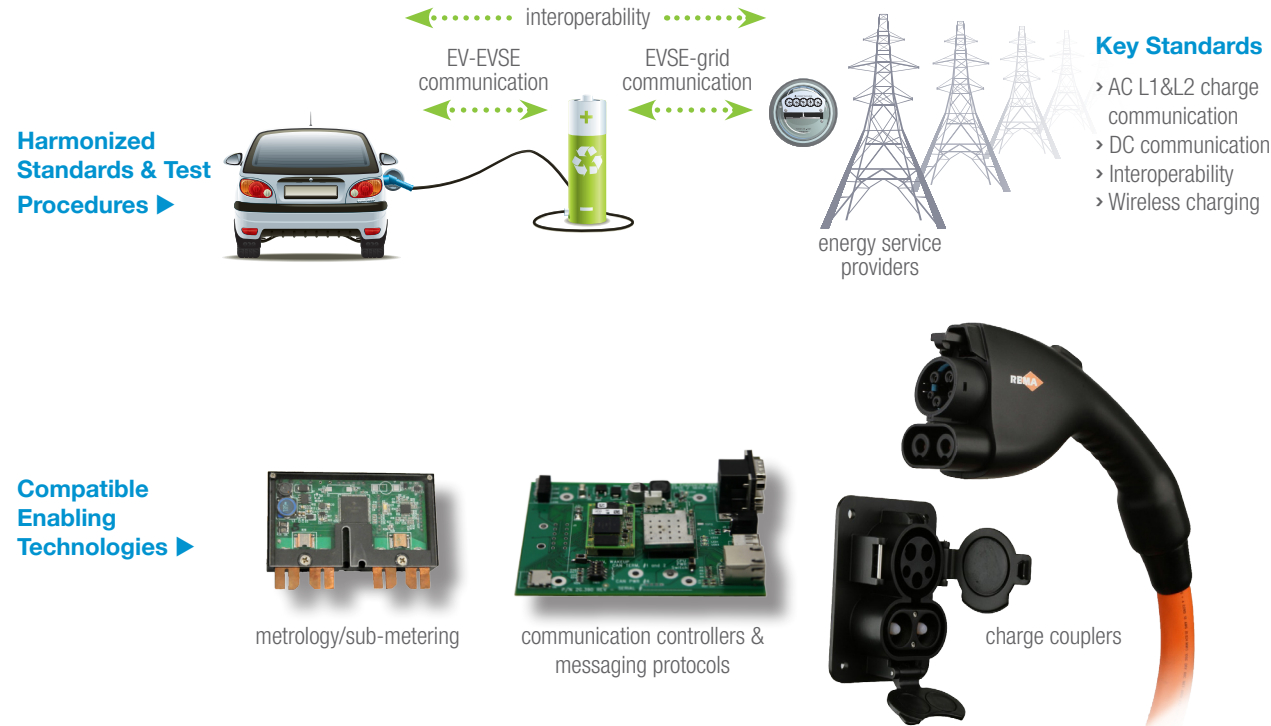 interoperability
EV-EVSE
communication
EVSE-grid
communication
Harmonized
Standards & Test
Procedures ▶
energy service
providers
Key Standards
› AC L1&L2 charge
communication
› DC communication
› Interoperability
› Wireless charging
Compatible
Enabling
Technologies ▶
REMA
metrology/sub-metering
communication controllers &
messaging protocols
charge couplers